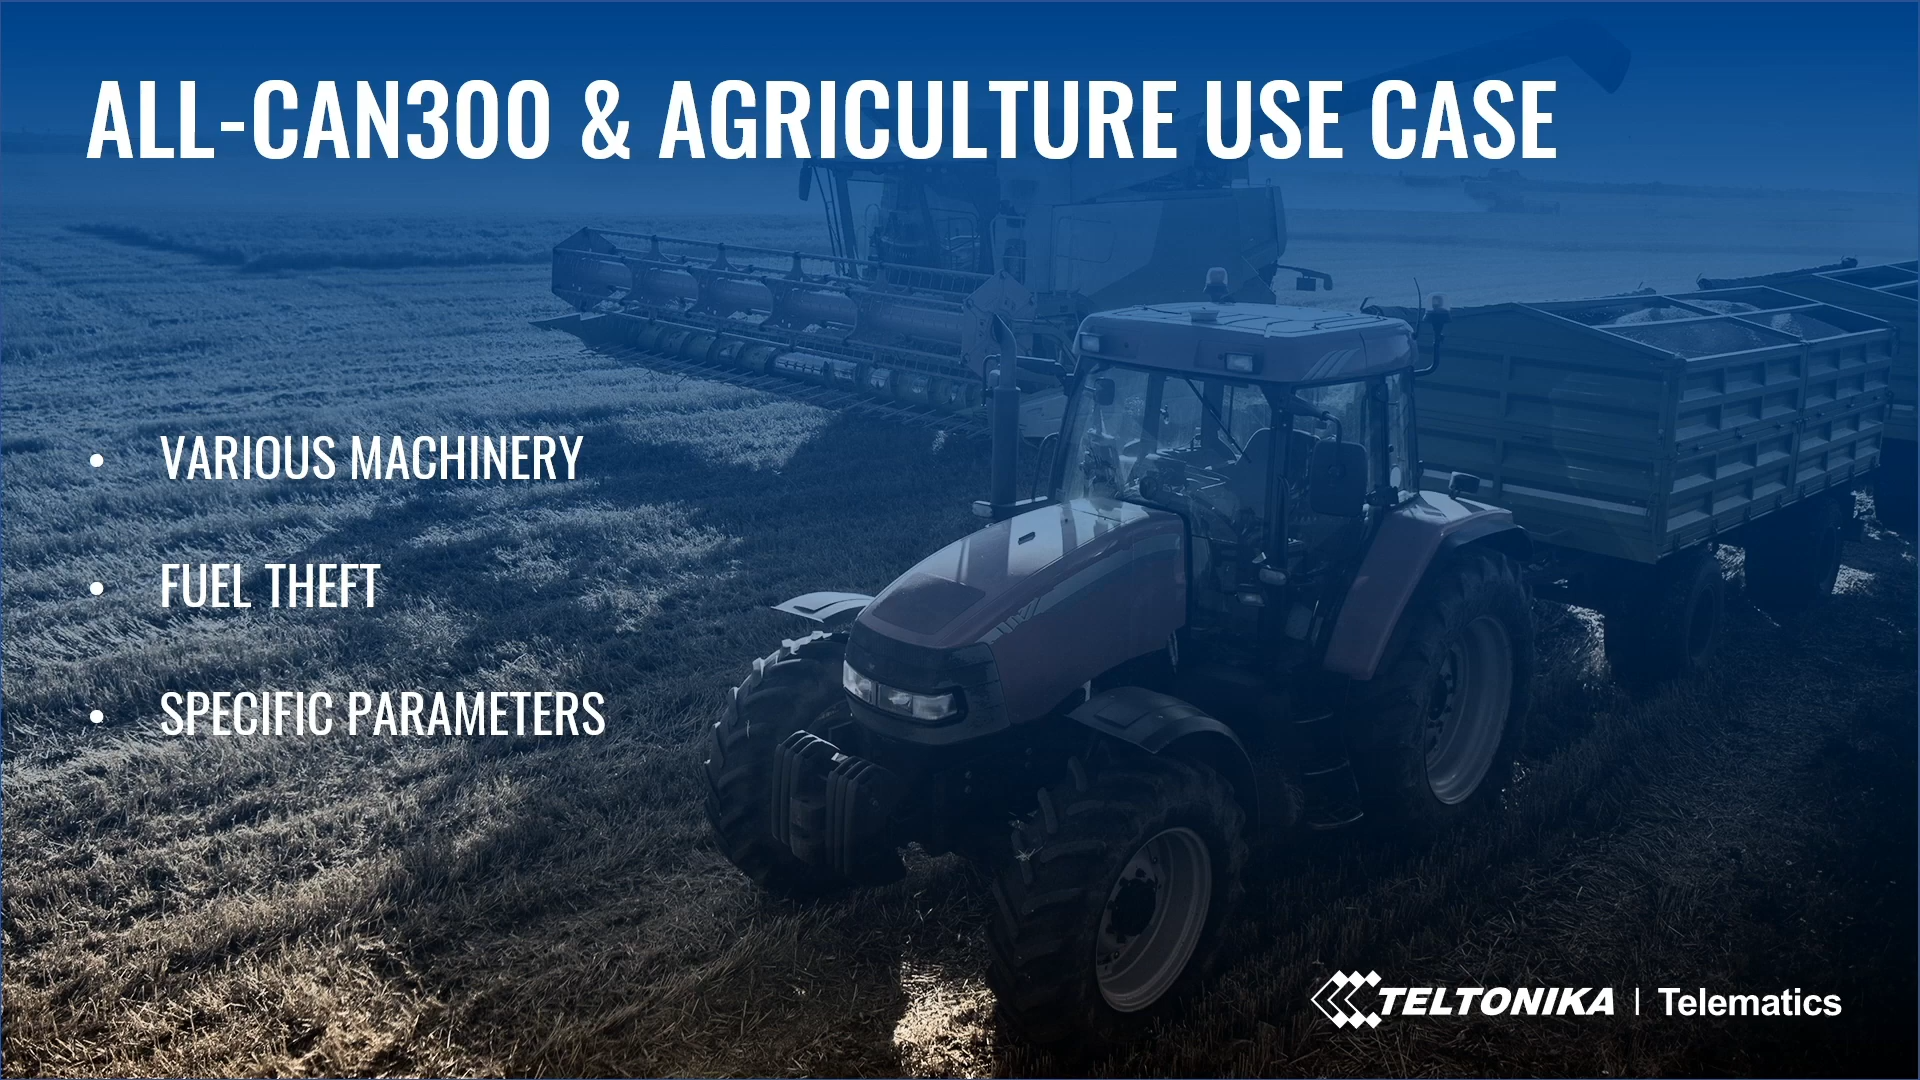 ALL-CAN300 & AGRICULTURE USE CASE
• VARIOUS MACHINERY
• FUEL THEFT
• SPECIFIC PARAMETERS
TELTONIKA | Telematics